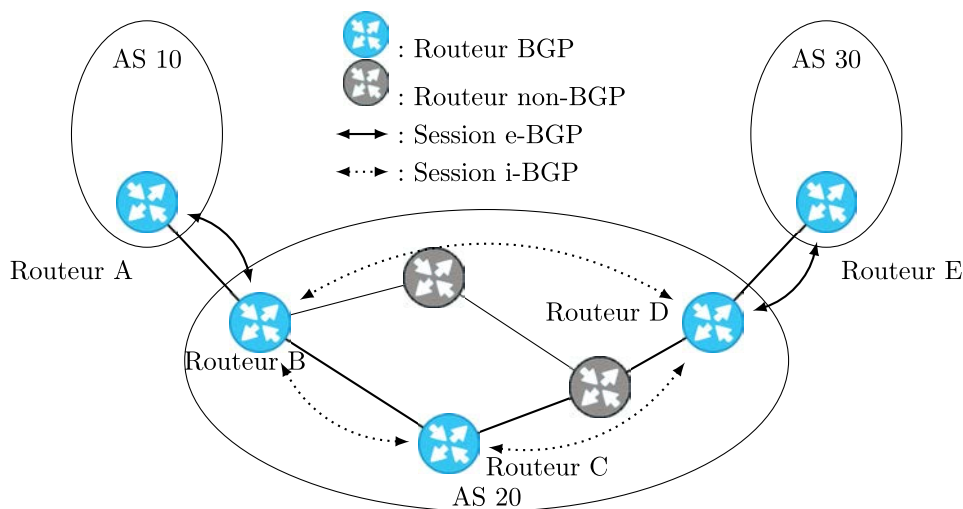 AS 10
: Routeur BGP
AS 30
: Routeur non-BGP
: Session e-BGP
: Session i-BGP
Routeur A
Routeur E
Routeur D
Routeur B
Routeur C
AS 20